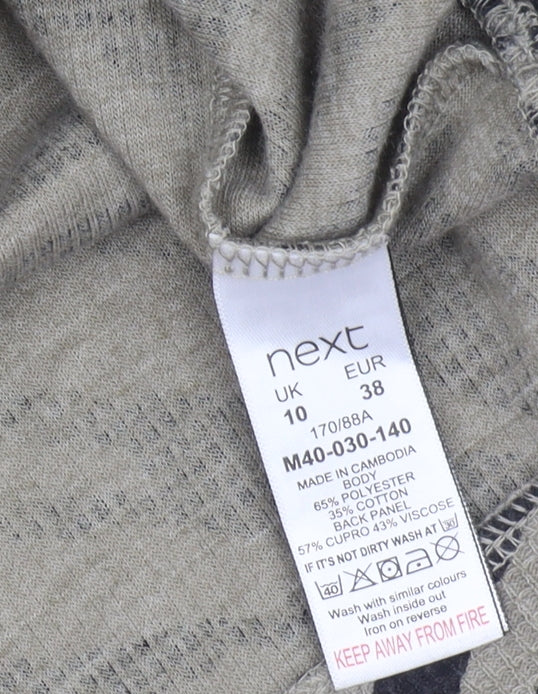 next
UK EUR
10 38
170/88A
M40-030-140
MADE IN CAMBODIA
BODY
65% POLYESTER
35% COTTON
BACK PANEL
57% CUPRO 43% VISCOSE
IF IT'S NOT DIRTY WASH AT 30
40
Wash with similar colours
Wash inside out
Iron on reverse
KEEP AWAY FROM FIRE